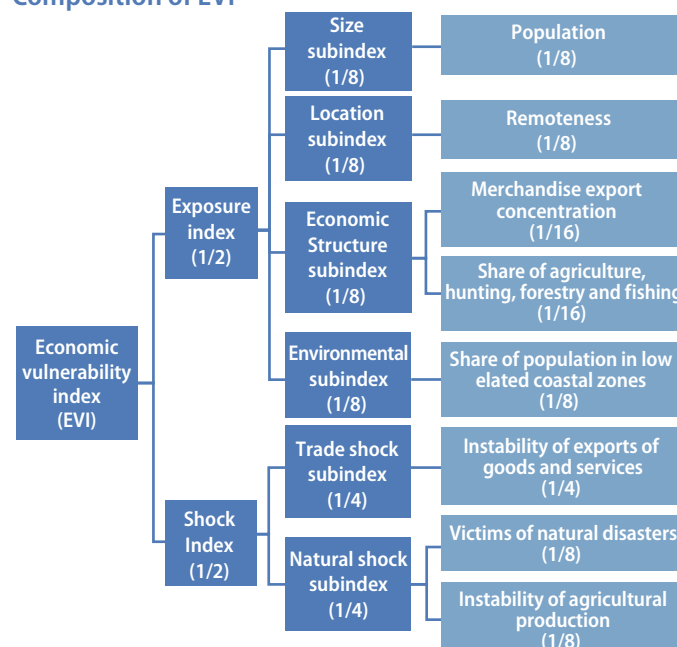 Composition of EVI
Size
subindex
(1/8)
Population
(1/8)
Location
subindex
(1/8)
Remoteness
(1/8)
Exposure
index
(1/2)
Economic
Structure
subindex
(1/8)
Merchandise export
concentration
(1/16)
Share of agriculture,
hunting, forestry and fishing
(1/16)
Economic
vulnerability
index
(EVI)
Environmental
subindex
(1/8)
Share of population in low
elated coastal zones
(1/8)
Trade shock
subindex
(1/4)
Instability of exports of
goods and services
(1/4)
Shock
Index
(1/2)
Natural shock
subindex
(1/4)
Victims of natural disasters
(1/8)
Instability of agricultural
production
(1/8)